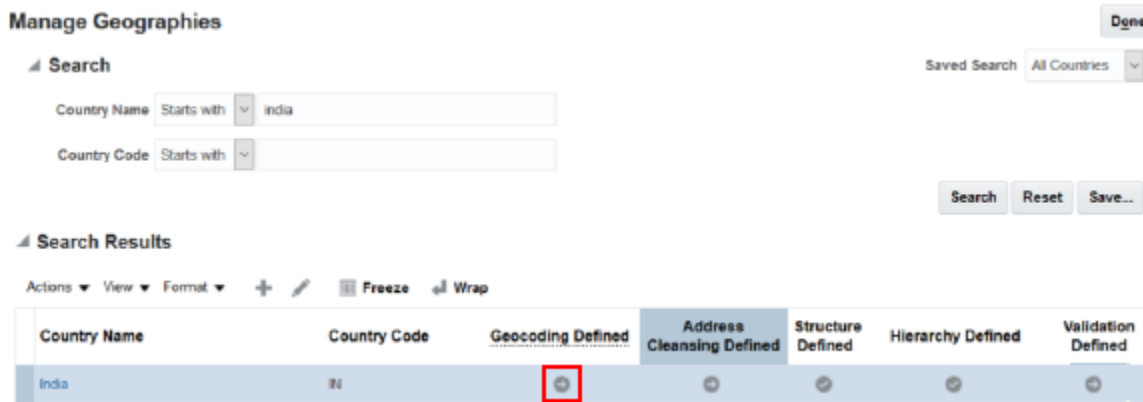 Manage Geographies
Done
Search
Saved Search All Countries
Country Name Starts with india
Country Code Starts with
Search Reset Save...
Search Results
Actions View Format Freeze Wrap
Country Name Country Code Geocoding Defined Address Cleansing Defined Structure Defined Hierarchy Defined Validation Defined
India IN